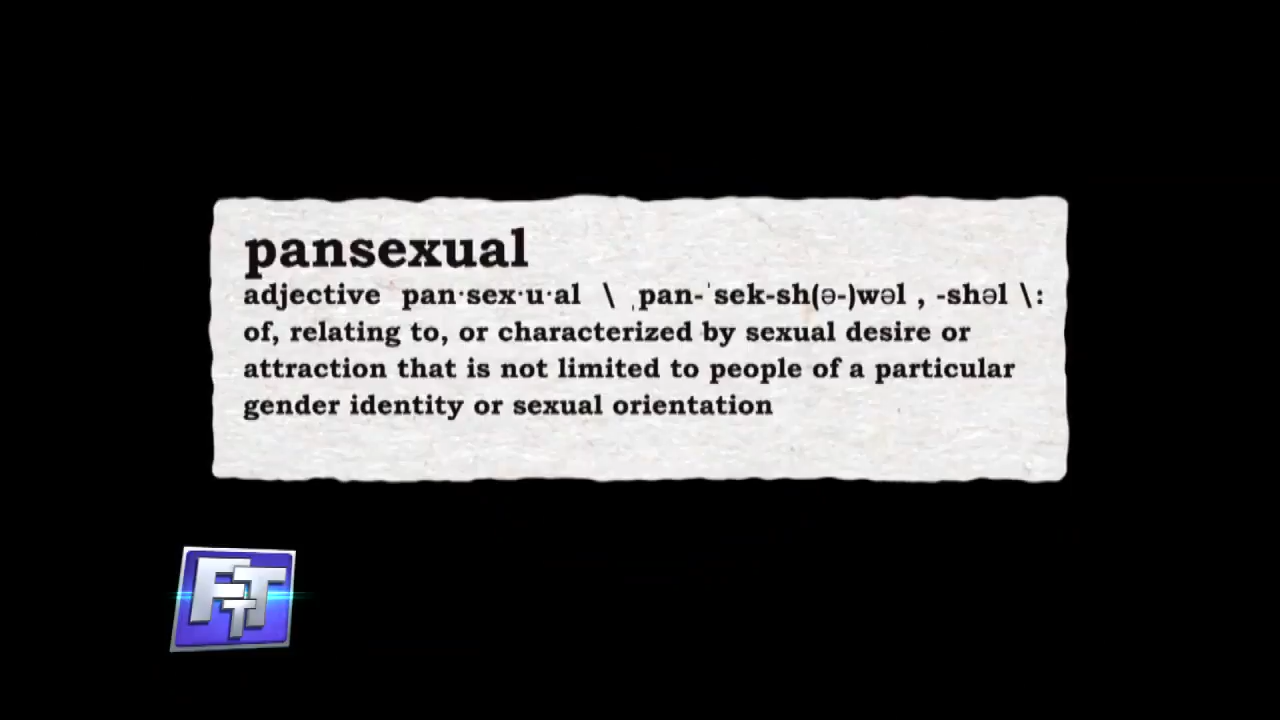 pansexual
adjective pan·sex·u·al \ ˌpan-ˈsek-sh(ə-)wəl , -shəl \:
of, relating to, or characterized by sexual desire or
attraction that is not limited to people of a particular
gender identity or sexual orientation
FTT